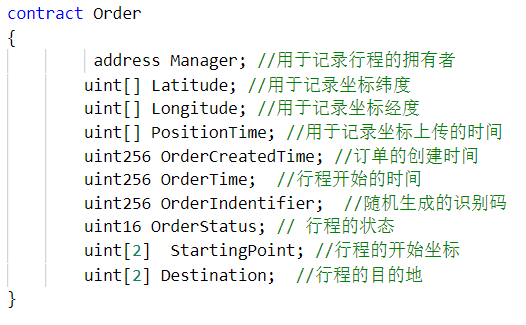 contract Order
{
address Manager; //用于记录行程的拥有者
uint[] Latitude; //用于记录坐标纬度
uint[] Longitude; //用于记录坐标经度
uint[] PositionTime; //用于记录坐标上传的时间
uint256 OrderCreatedTime; //订单的创建时间
uint256 OrderTime;  //行程开始的时间
uint256 OrderIndentifier;  //随机生成的识别码
uint16 OrderStatus; // 行程的状态
uint[2]  StartingPoint; //行程的开始坐标
uint[2] Destination;  //行程的目的地
}